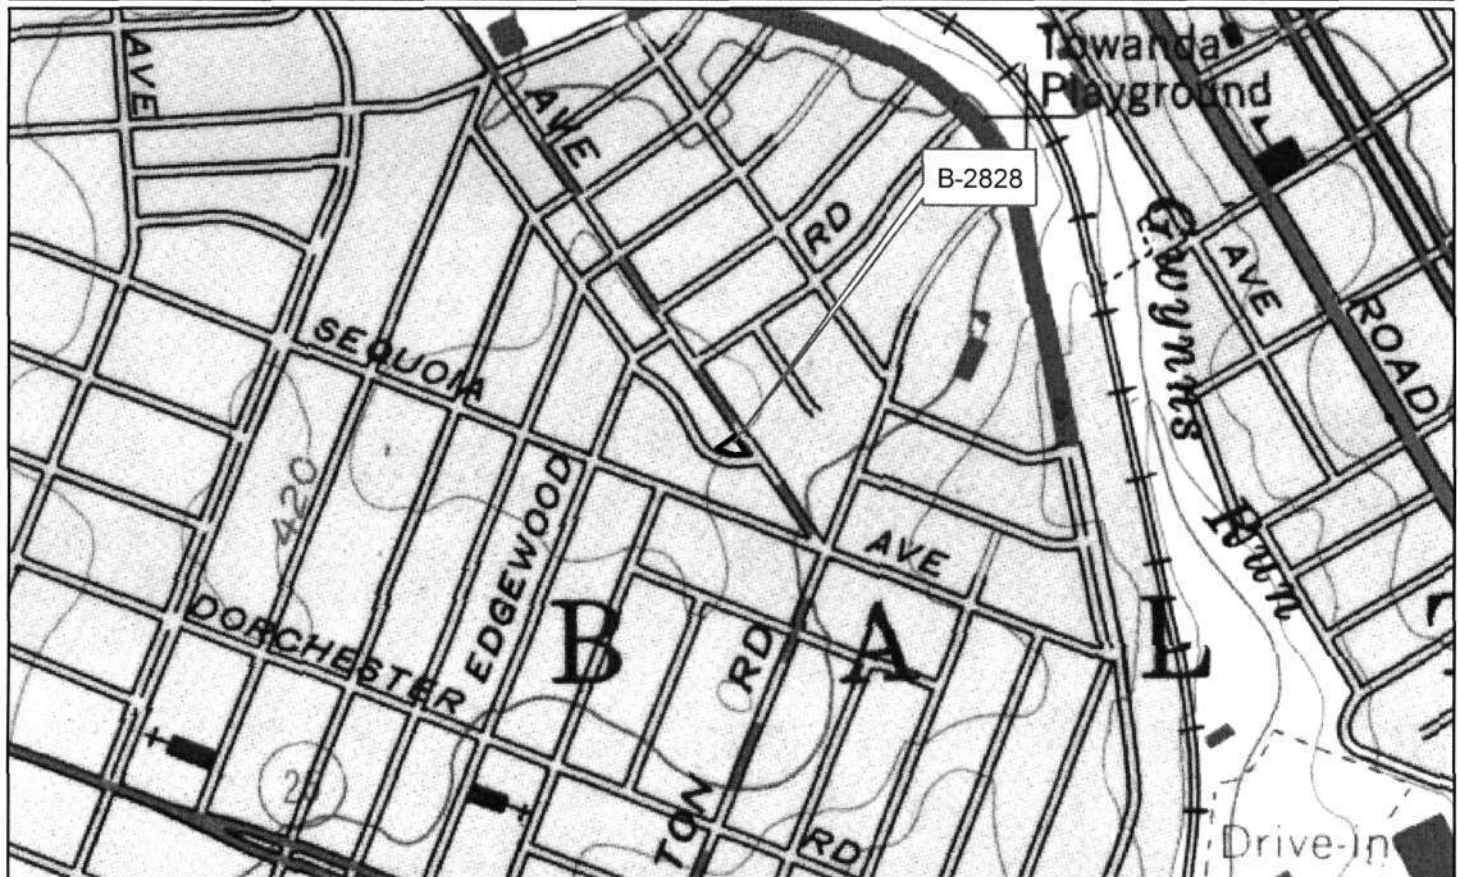 AVE
AVE
Towanda
Playground
B-2828
RD
Gwynns
Run
AVE
ROAD
SEQUOIA
420
EDGEWOOD
AVE
DORCHESTER
B A L T
RD
TON
RD
Drive-in